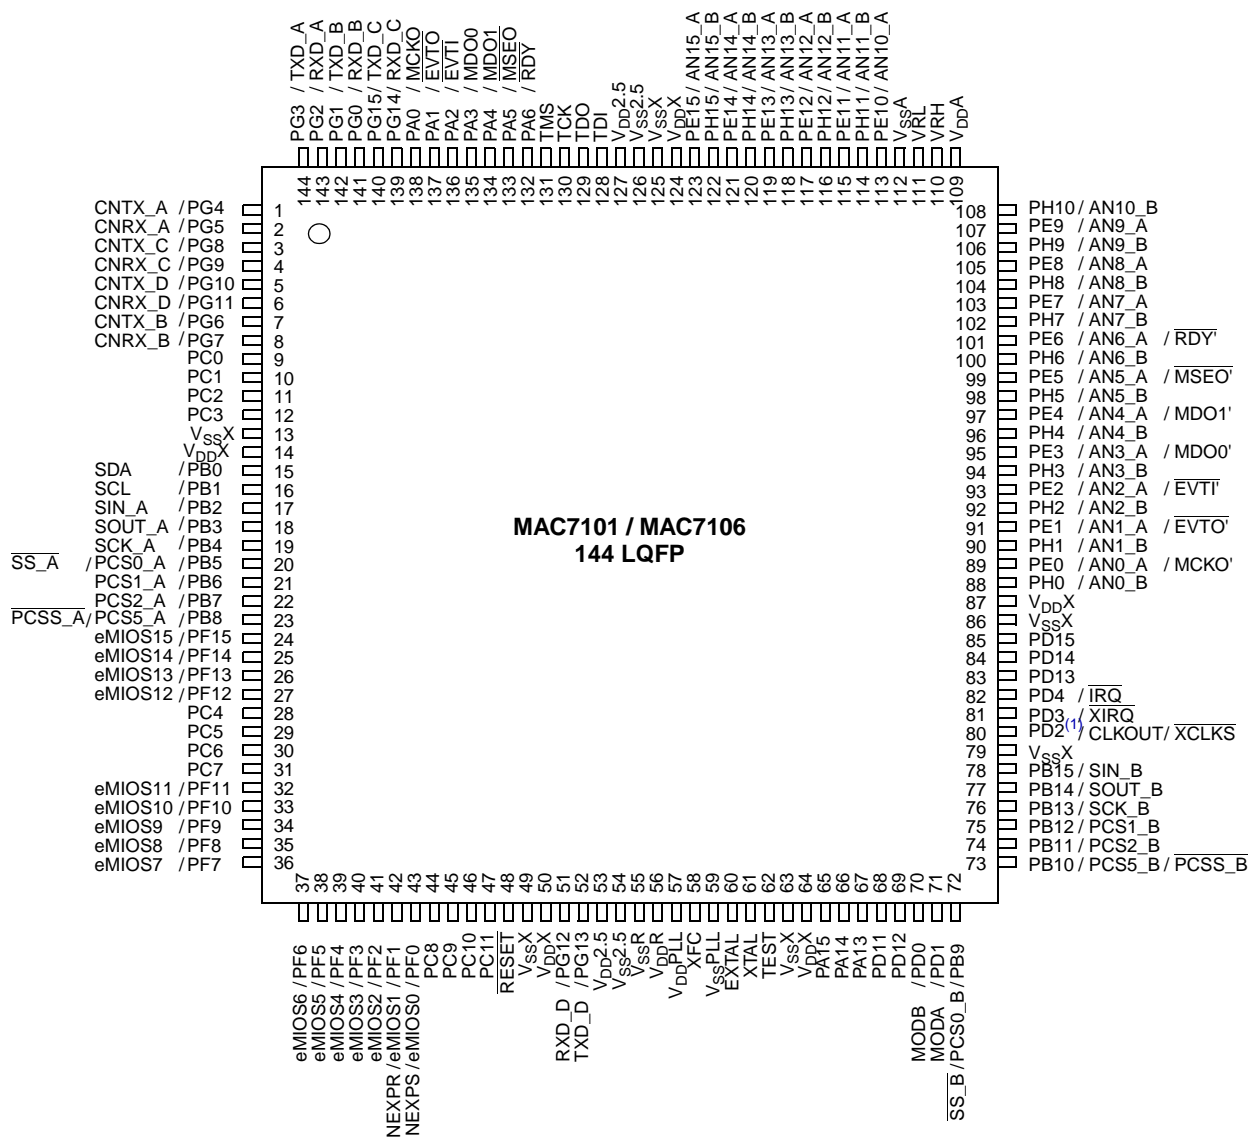 PG3 / TXD_A
PG2 / RXD_A
PG1 / TXD_B
PG0 / RXD_B
PG15/ TXD_C
PG14/ RXD_C
PA0 / MCKO
PA1 / EVTO
PA2 / EVTI
PA3 / MDO0
PA4 / MDO1
PA5 / MSEO
PA6 / RDY
TMS
TCK
TDO
TDI
VDD2.5
VSS2.5
VSSX
VDDX
PE15 / AN15_A
PH15 / AN15_B
PE14 / AN14_A
PH14 / AN14_B
PE13 / AN13_A
PH13 / AN13_B
PE12 / AN12_A
PH12 / AN12_B
PE11 / AN11_A
PH11 / AN11_B
PE10 / AN10_A
VSSA
VRL
VRH
VDDA
144 143 142 141 140 139 138 137 136 135 134 133 132 131 130 129 128 127 126 125 124 123 122 121 120 119 118 117 116 115 114 113 112 111 110 109
CNTX_A / PG4 1
CNRX_A / PG5 2
CNTX_C / PG8 3
CNRX_C / PG9 4
CNTX_D / PG10 5
CNRX_D / PG11 6
CNTX_B / PG6 7
CNRX_B / PG7 8
PC0 9
PC1 10
PC2 11
PC3 12
VSSX 13
VDDX 14
SDA / PB0 15
SCL / PB1 16
SIN_A / PB2 17
SOUT_A / PB3 18
SCK_A / PB4 19
SS_A / PCS0_A / PB5 20
PCS1_A / PB6 21
PCS2_A / PB7 22
PCSS_A/ PCS5_A / PB8 23
eMIOS15 / PF15 24
eMIOS14 / PF14 25
eMIOS13 / PF13 26
eMIOS12 / PF12 27
PC4 28
PC5 29
PC6 30
PC7 31
eMIOS11 / PF11 32
eMIOS10 / PF10 33
eMIOS9 / PF9 34
eMIOS8 / PF8 35
eMIOS7 / PF7 36
MAC7101 / MAC7106
144 LQFP
108 PH10 / AN10_B
107 PE9 / AN9_A
106 PH9 / AN9_B
105 PE8 / AN8_A
104 PH8 / AN8_B
103 PE7 / AN7_A
102 PH7 / AN7_B
101 PE6 / AN6_A / RDY'
100 PH6 / AN6_B
99 PE5 / AN5_A / MSEO'
98 PH5 / AN5_B
97 PE4 / AN4_A / MDO1'
96 PH4 / AN4_B
95 PE3 / AN3_A / MDO0'
94 PH3 / AN3_B
93 PE2 / AN2_A / EVTI'
92 PH2 / AN2_B
91 PE1 / AN1_A / EVTO'
90 PH1 / AN1_B
89 PE0 / AN0_A / MCKO'
88 PH0 / AN0_B
87 VDDX
86 VSSX
85 PD15
84 PD14
83 PD13
82 PD4 / IRQ
81 PD3 / XIRQ
80 PD2(1) / CLKOUT/ XCLKS
79 VSSX
78 PB15 / SIN_B
77 PB14 / SOUT_B
76 PB13 / SCK_B
75 PB12 / PCS1_B
74 PB11 / PCS2_B
73 PB10 / PCS5_B / PCSS_B
37 38 39 40 41 42 43 44 45 46 47 48 49 50 51 52 53 54 55 56 57 58 59 60 61 62 63 64 65 66 67 68 69 70 71 72
eMIOS6 / PF6
eMIOS5 / PF5
eMIOS4 / PF4
eMIOS3 / PF3
eMIOS2 / PF2
NEXPR / eMIOS1 / PF1
NEXPS / eMIOS0 / PF0
PC8
PC9
PC10
PC11
RESET
VSSX
VDDX
RXD_D / PG12
TXD_D / PG13
VDD2.5
VSS2.5
VSSR
VDDR
VDDPLL
XFC
VSSPLL
EXTAL
XTAL
TEST
VSSX
VDDX
PA15
PA14
PA13
PD11
PD12
MODB / PD0
MODA / PD1
SS_B / PCS0_B / PB9